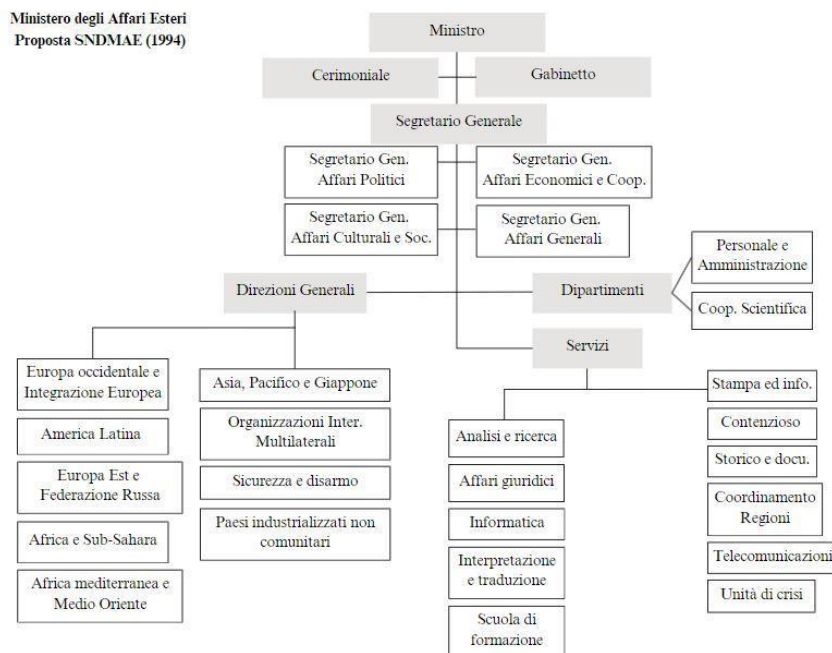 Ministero degli Affari Esteri
Proposta SNDMAE (1994)
Ministro
Cerimoniale
Gabinetto
Segretario Generale
Segretario Gen.
Affari Politici
Segretario Gen.
Affari Economici e Coop.
Segretario Gen.
Affari Culturali e Soc.
Segretario Gen.
Affari Generali
Direzioni Generali
Dipartimenti
Personale e
Amministrazione
Coop. Scientifica
Servizi
Europa occidentale e
Integrazione Europea
America Latina
Europa Est e
Federazione Russa
Africa e Sub-Sahara
Africa mediterranea e
Medio Oriente
Asia, Pacifico e Giappone
Organizzazioni Inter.
Multilaterali
Sicurezza e disarmo
Paesi industrializzati non
comunitari
Analisi e ricerca
Affari giuridici
Informatica
Interpretazione
e traduzione
Scuola di
formazione
Stampa ed info.
Contenzioso
Storico e docu.
Coordinamento
Regioni
Telecomunicazioni
Unità di crisi